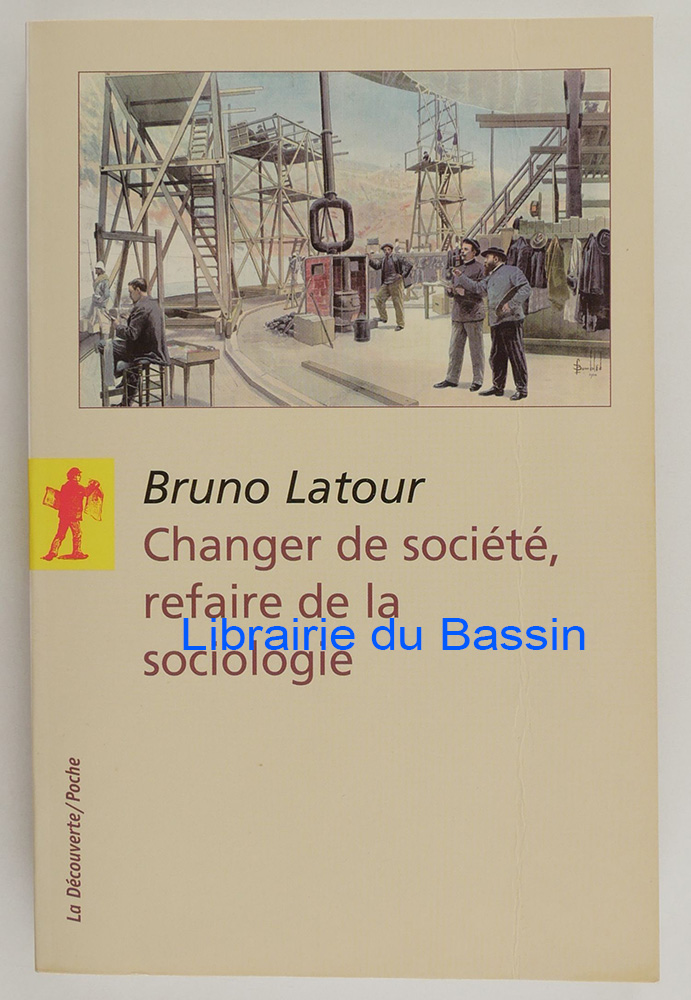 Bruno Latour
Changer de société,
refaire de la
Librairie du Bassin
sociologie
La Découverte/Poche